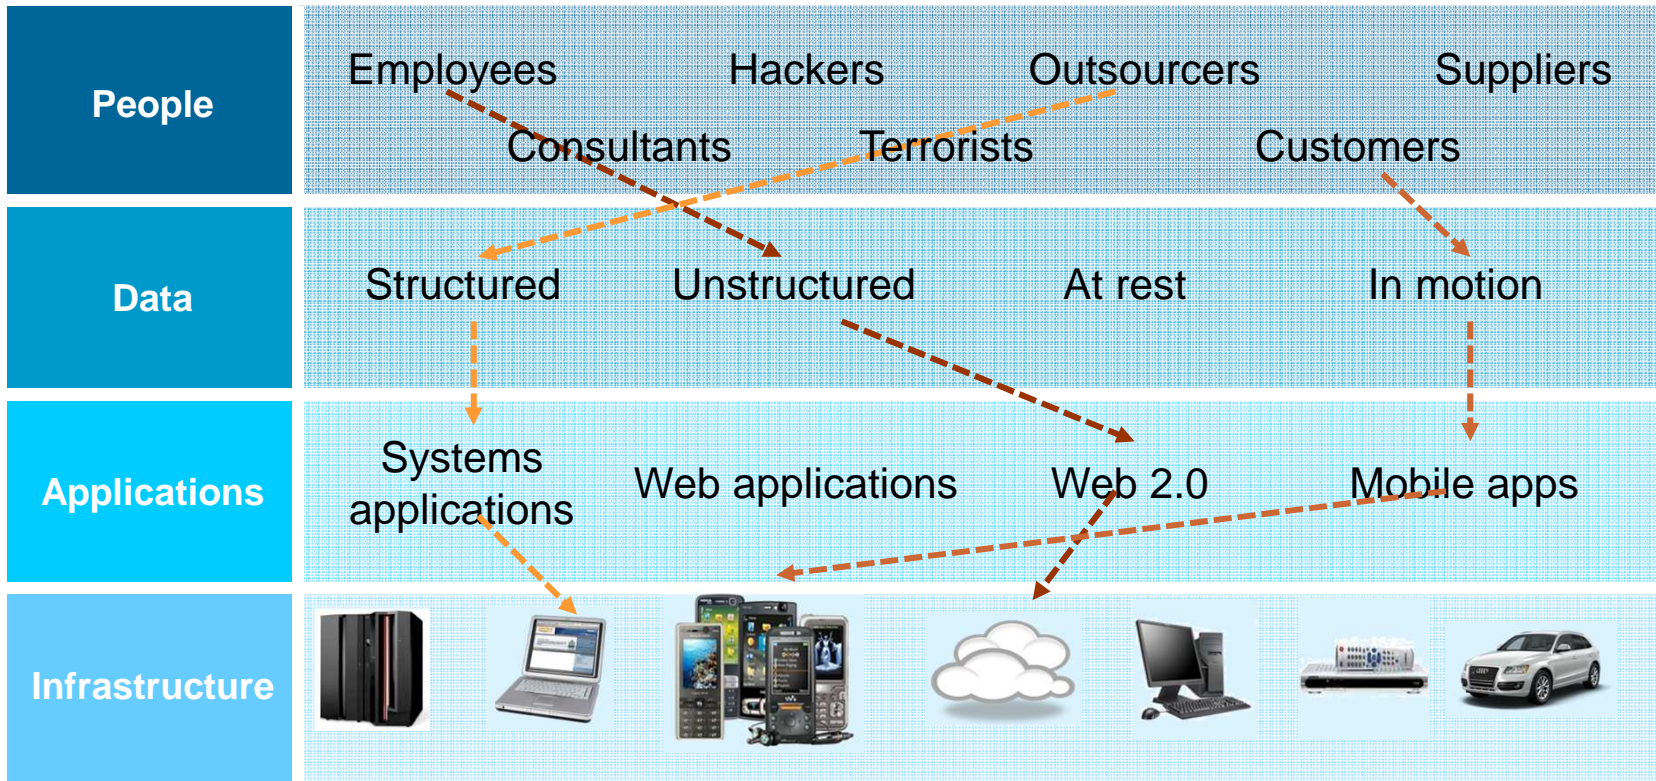 People
Employees Hackers Outsourcers Suppliers
Consultants Terrorists Customers
Data
Structured Unstructured At rest In motion
Applications
Systems
applications
Web applications Web 2.0 Mobile apps
Infrastructure